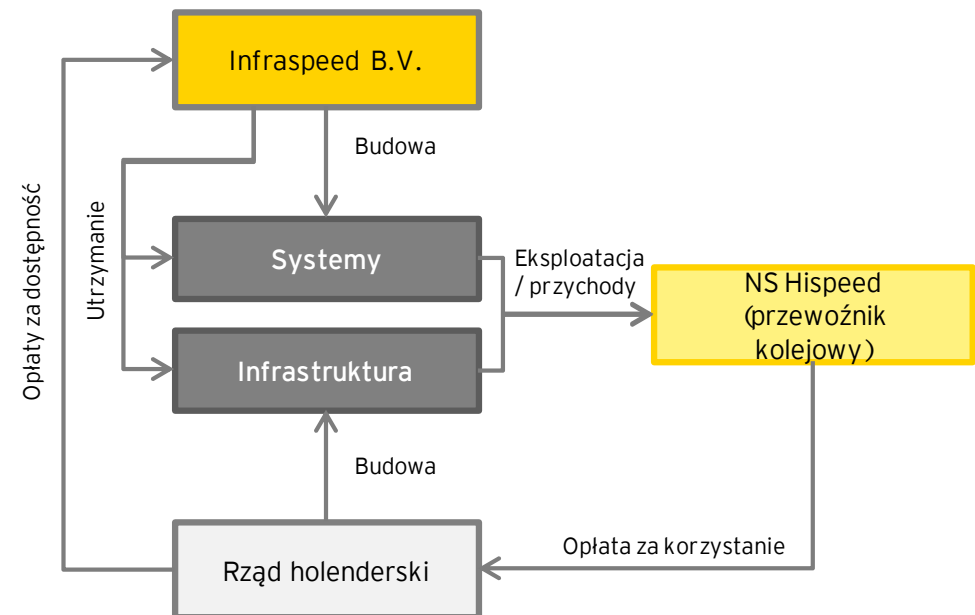 Infraspeed B.V.
Budowa
Opłaty za dostępność
Utrzymanie
Systemy
Eksploatacja
/ przychody
NS Hispeed
(przewoźnik
kolejowy)
Infrastruktura
Budowa
Opłata za korzystanie
Rząd holenderski